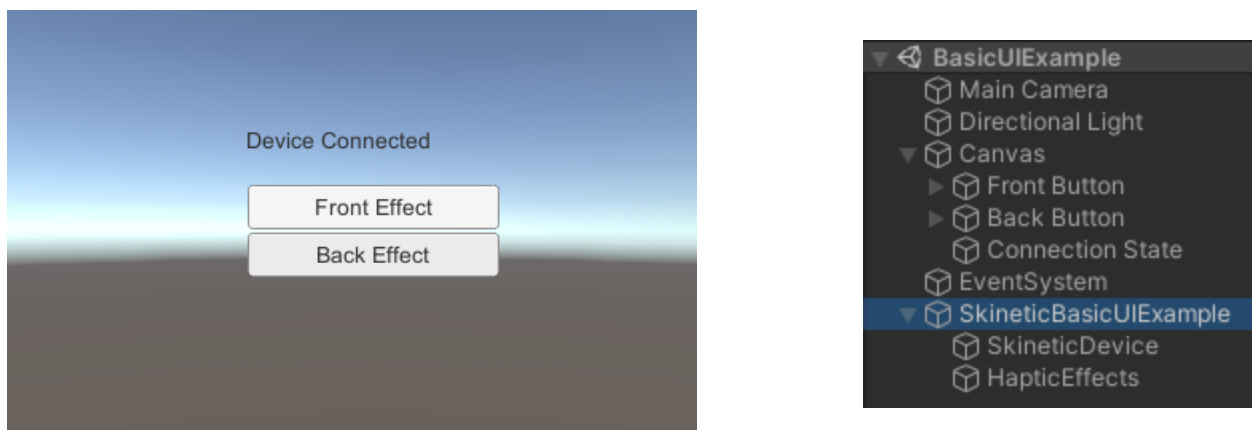 Device Connected
Front Effect
Back Effect
BasicUIExample
Main Camera
Directional Light
Canvas
Front Button
Back Button
Connection State
EventSystem
SkineticBasicUIExample
SkineticDevice
HapticEffects